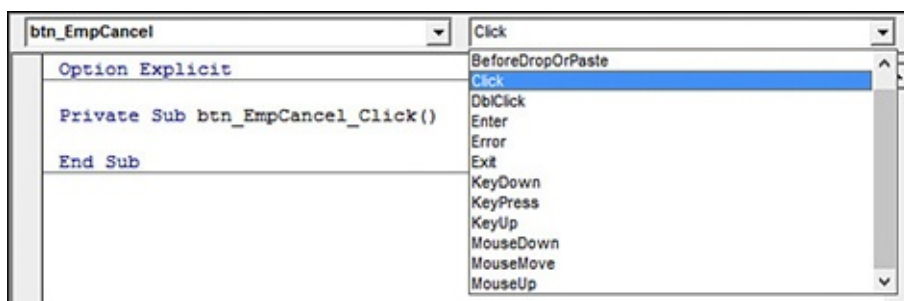 btn_EmpCancel
Click
Option Explicit
Private Sub btn_EmpCancel_Click()
End Sub
BeforeDropOrPaste
Click
DblClick
Enter
Error
Exit
KeyDown
KeyPress
KeyUp
MouseDown
MouseMove
MouseUp